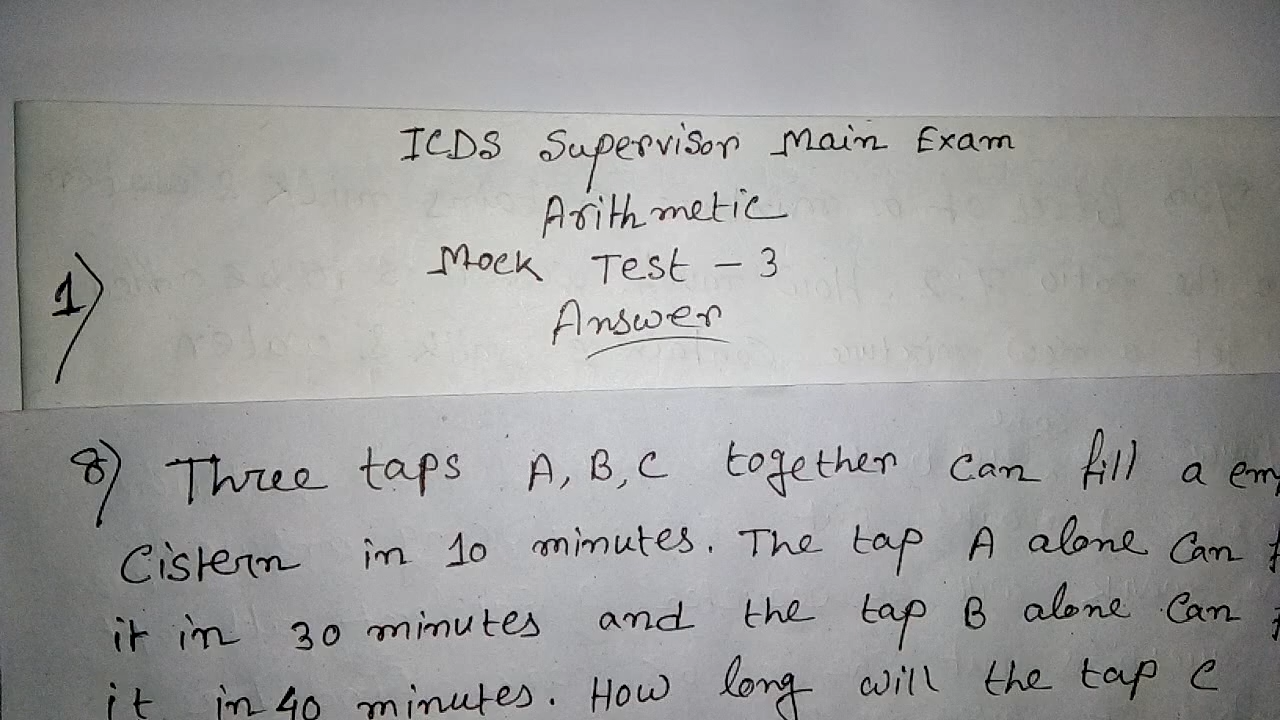 ICDS Supervisor Main Exam
Arithmetic
Mock Test - 3
1)
Answer
8) Three taps A, B, C together can fill a em
Cistern in 10 minutes. The tap A alone Can
it in 30 minutes and the tap B alone Can
it in 40 minutes. How long will the tap C